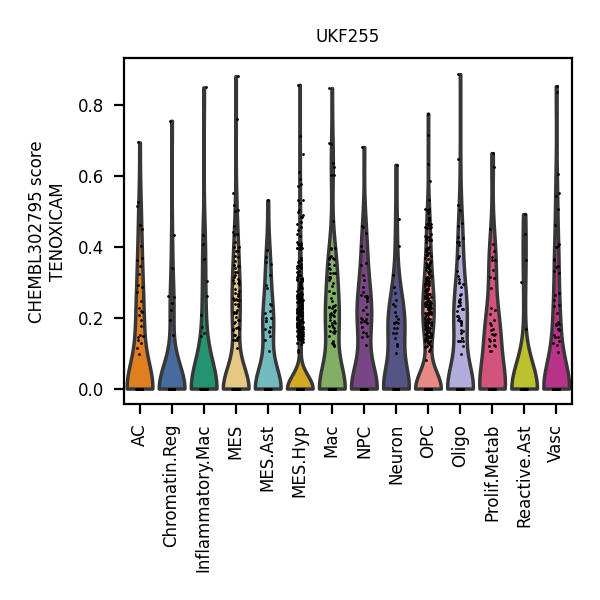 UKF255
CHEMBL302795 score
TENOXICAM
0.8
0.6
0.4
0.2
0.0
AC
Chromatin.Reg
Inflammatory.Mac
MES
MES.Ast
MES.Hyp
Mac
NPC
Neuron
OPC
Oligo
Prolif.Metab
Reactive.Ast
Vasc